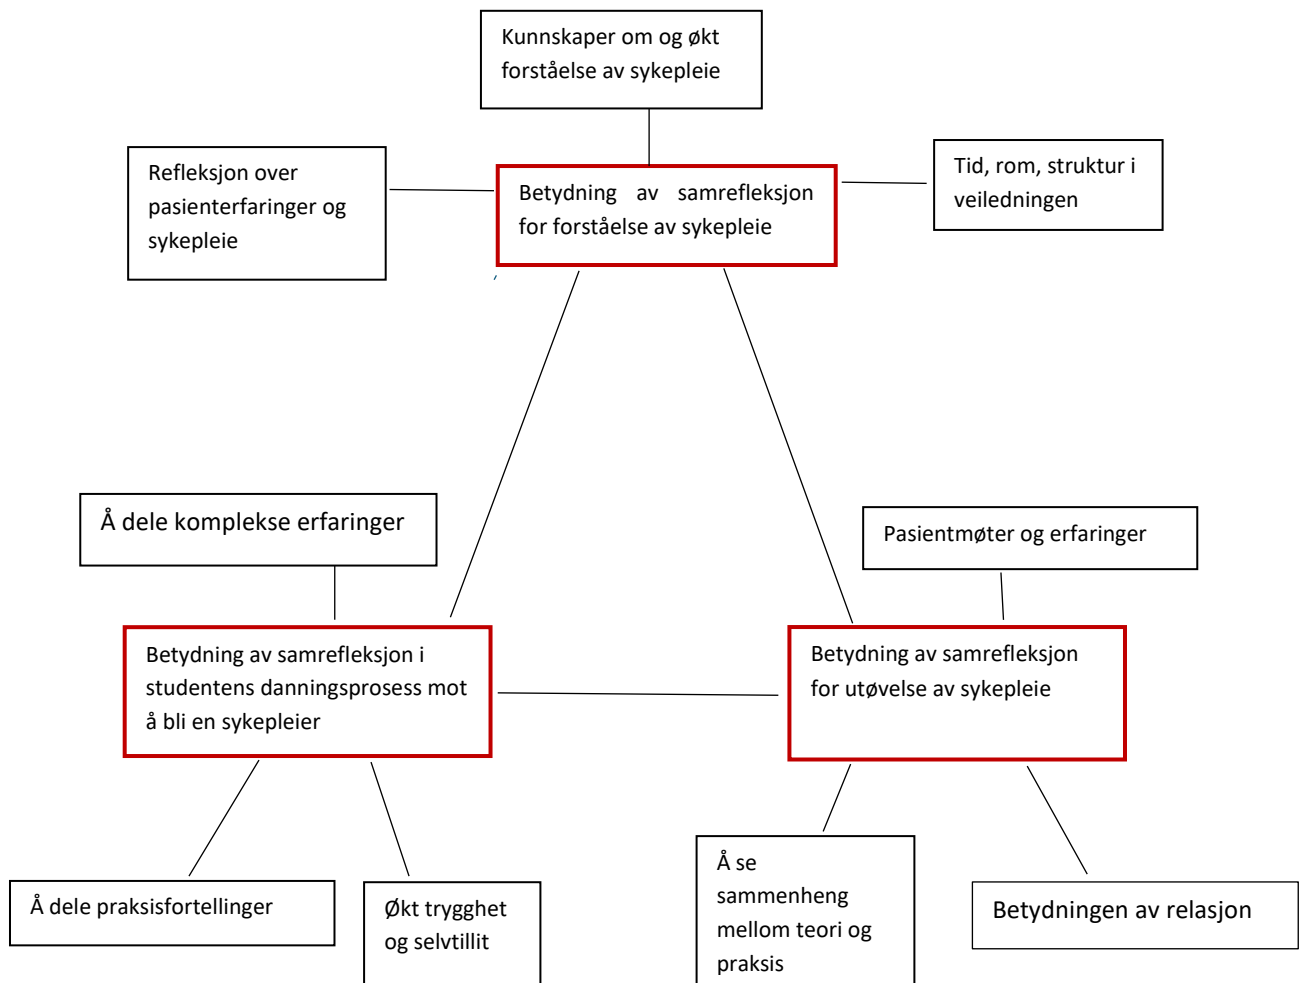 Kunnskaper om og økt
forståelse av sykepleie
Refleksjon over
pasienterfaringer og
sykepleie
Betydning av samrefleksjon
for forståelse av sykepleie
Tid, rom, struktur i
veiledningen
Å dele komplekse erfaringer
Pasientmøter og erfaringer
Betydning av samrefleksjon i
studentens danningsprosess mot
å bli en sykepleier
Betydning av samrefleksjon
for utøvelse av sykepleie
Å dele praksisfortellinger
Økt trygghet
og selvtillit
Å se
sammenheng
mellom teori og
praksis
Betydningen av relasjon